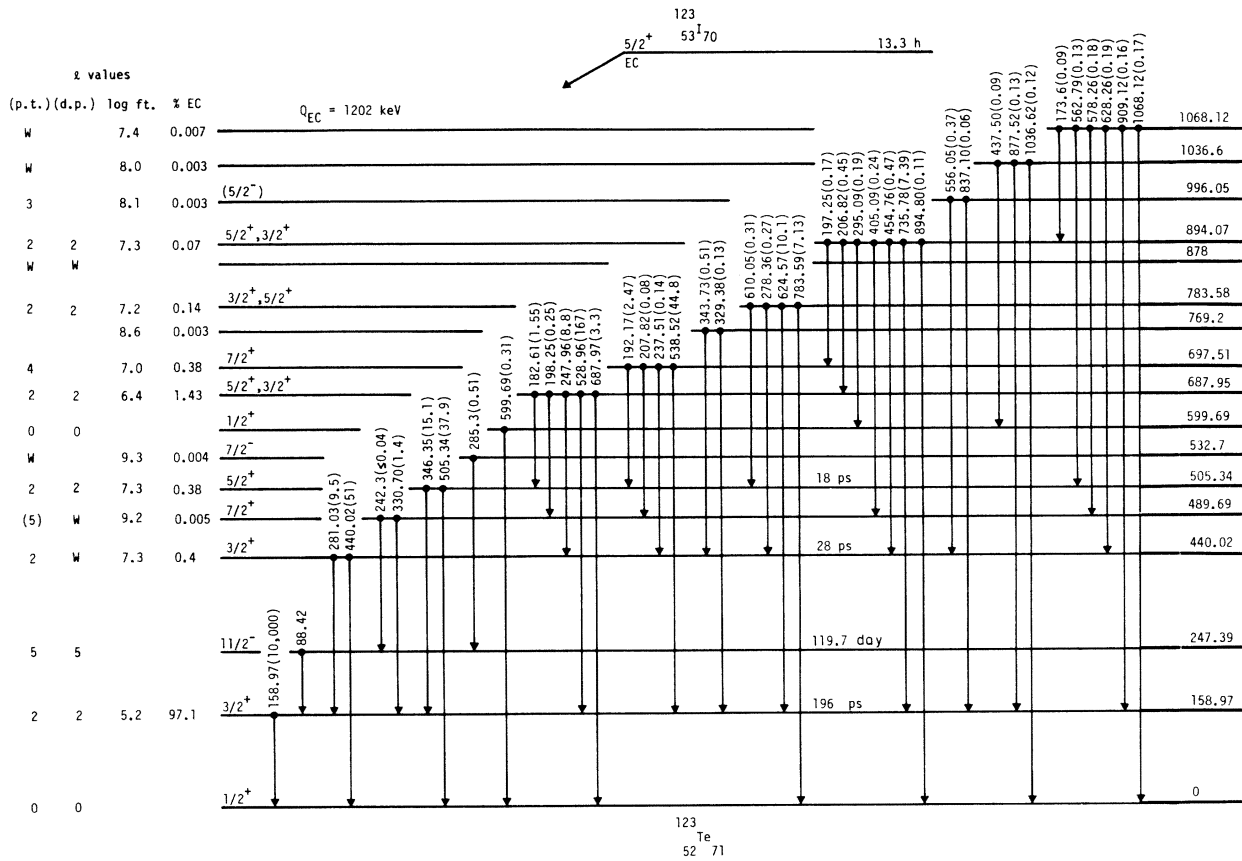 123
53 I 70
5/2+ 13.3 h
EC
ℓ values
(p.t.) (d.p.) log ft. % EC
Q_EC = 1202 keV
W 7.4 0.007 1068.12
173.6(0.09) 562.79(0.13) 578.26(0.18) 628.26(0.19) 909.12(0.16) 1068.12(0.17)
W 8.0 0.003 1036.6
437.50(0.09) 877.52(0.13) 1036.62(0.12)
3 8.1 0.003 (5/2-) 996.05
556.05(0.37) 837.10(0.06)
2 2 7.3 0.07 5/2+,3/2+ 894.07
197.25(0.17) 206.82(0.45) 295.09(0.19) 405.09(0.24) 454.76(0.47) 735.78(7.39) 894.80(0.11)
W W 878
2 2 7.2 0.14 3/2+,5/2+ 783.58
610.05(0.31) 278.36(0.27) 624.57(10.1) 783.59(7.13)
8.6 0.003 769.2
343.73(0.51) 329.38(0.13)
4 7.0 0.38 7/2+ 697.51
192.17(2.47) 207.82(0.08) 237.51(0.14) 538.52(44.8)
2 2 6.4 1.43 5/2+,3/2+ 687.95
182.61(1.55) 198.25(0.25) 247.96(8.8) 528.96(167) 687.97(3.3)
0 0 1/2+ 599.69
599.69(0.31)
W 9.3 0.004 7/2- 532.7
285.3(0.51)
2 2 7.3 0.38 5/2+ 18 ps 505.34
346.35(15.1) 505.34(37.9)
(5) W 9.2 0.005 7/2+ 489.69
242.3(≤0.04) 330.70(1.4)
2 W 7.3 0.4 3/2+ 28 ps 440.02
281.03(9.5) 440.02(51)
5 5 11/2- 119.7 day 247.39
88.42
2 2 5.2 97.1 3/2+ 196 ps 158.97
158.97(10,000)
0 0 1/2+ 0
123
Te
52 71